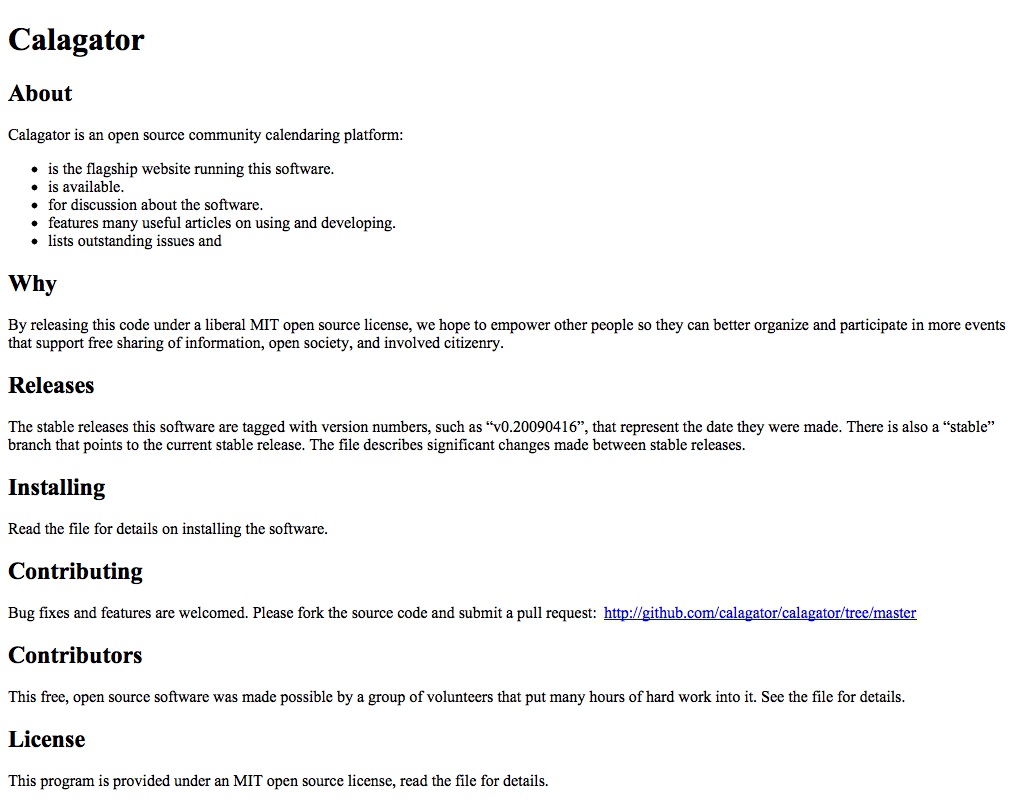 Calagator
About
Calagator is an open source community calendaring platform:
• is the flagship website running this software.
• is available.
• for discussion about the software.
• features many useful articles on using and developing.
• lists outstanding issues and
Why
By releasing this code under a liberal MIT open source license, we hope to empower other people so they can better organize and participate in more events
that support free sharing of information, open society, and involved citizenry.
Releases
The stable releases this software are tagged with version numbers, such as “v0.20090416”, that represent the date they were made. There is also a “stable”
branch that points to the current stable release. The file describes significant changes made between stable releases.
Installing
Read the file for details on installing the software.
Contributing
Bug fixes and features are welcomed. Please fork the source code and submit a pull request: http://github.com/calagator/calagator/tree/master
Contributors
This free, open source software was made possible by a group of volunteers that put many hours of hard work into it. See the file for details.
License
This program is provided under an MIT open source license, read the file for details.